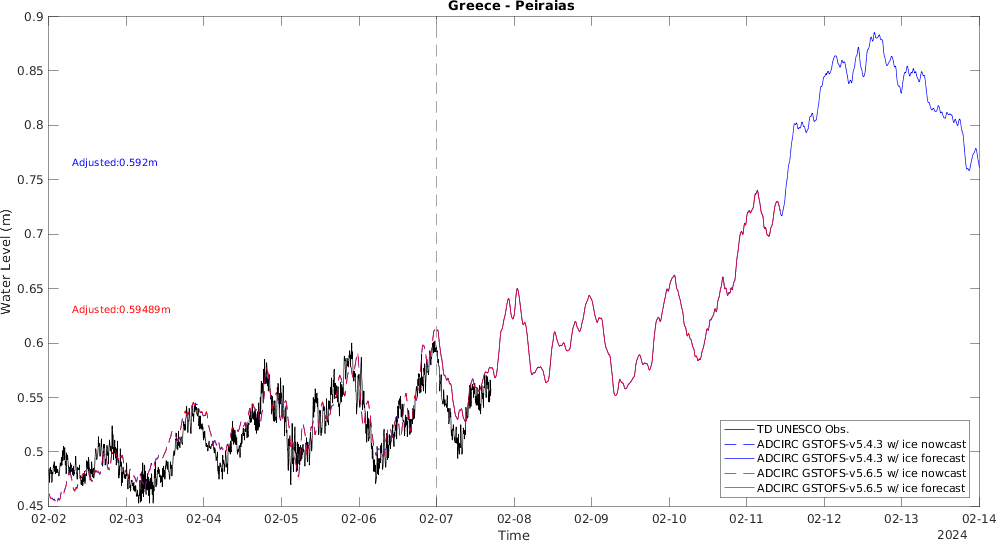 Greece - Peiraias
0.9
0.85
0.8
0.75
0.7
0.65
0.6
0.55
0.5
0.45
Water Level (m)
Adjusted:0.592m
Adjusted:0.59489m
TD UNESCO Obs.
ADCIRC GSTOFS-v5.4.3 w/ ice nowcast
ADCIRC GSTOFS-v5.4.3 w/ ice forecast
ADCIRC GSTOFS-v5.6.5 w/ ice nowcast
ADCIRC GSTOFS-v5.6.5 w/ ice forecast
02-02 02-03 02-04 02-05 02-06 02-07 02-08 02-09 02-10 02-11 02-12 02-13 02-14
Time
2024